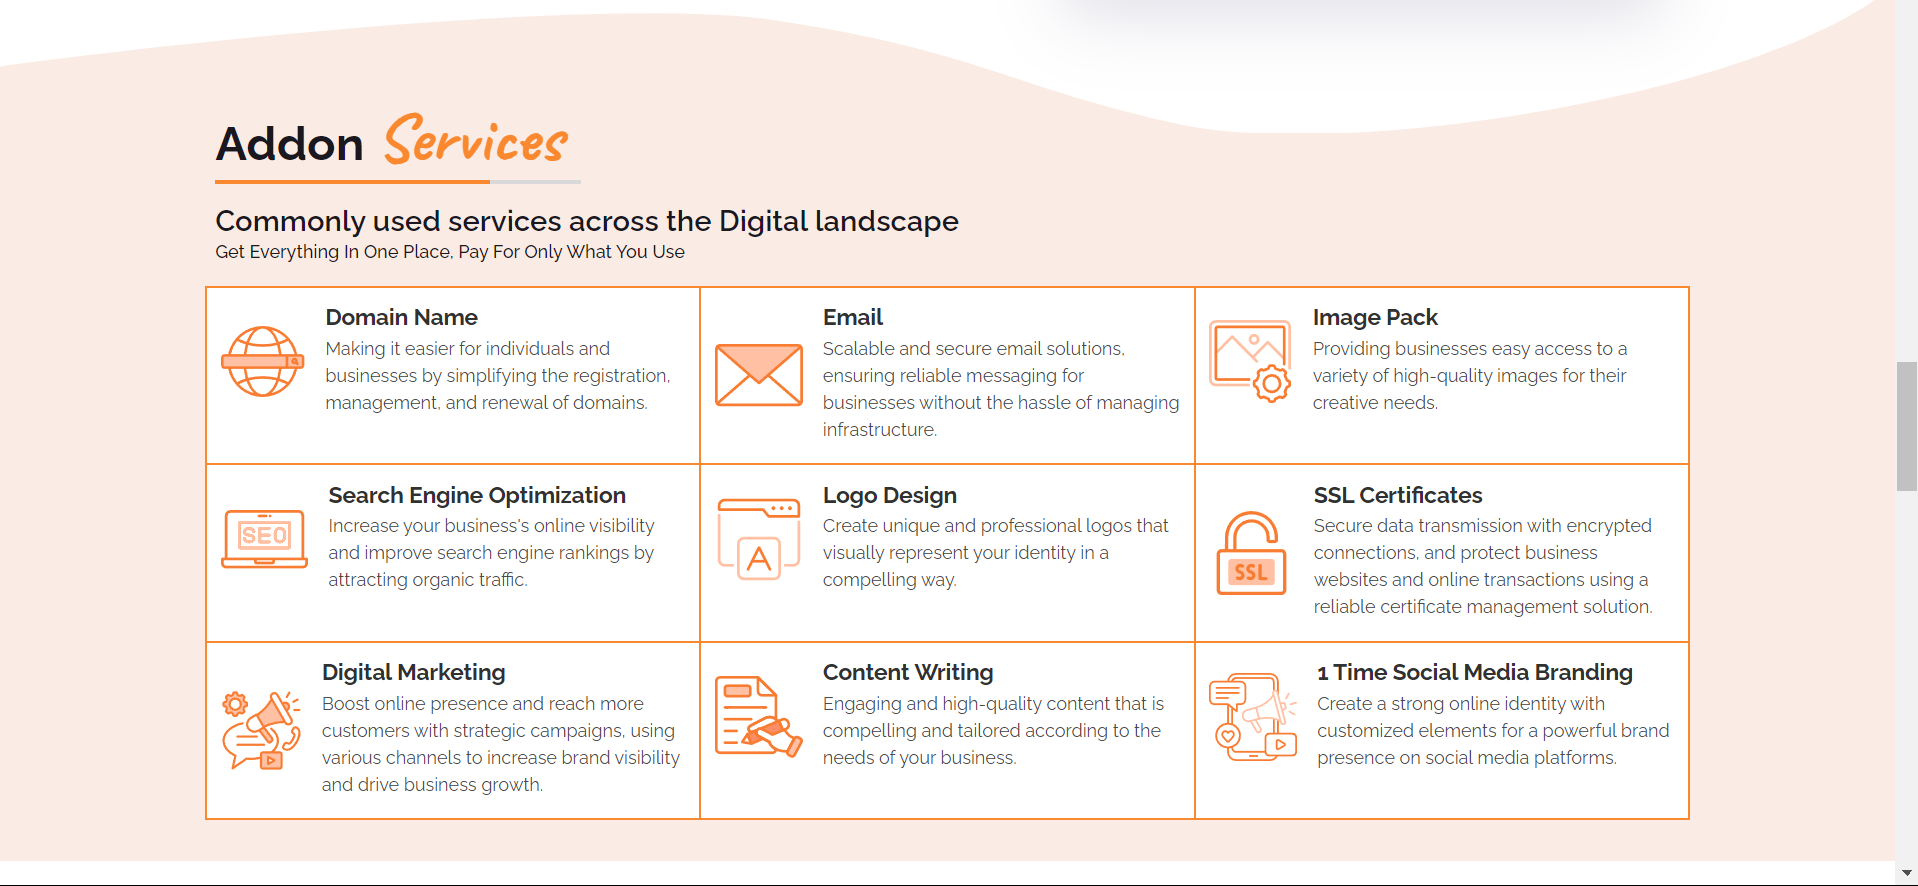 Addon Services
Commonly used services across the Digital landscape
Get Everything In One Place, Pay For Only What You Use
Domain Name
Making it easier for individuals and
businesses by simplifying the registration,
management, and renewal of domains.
Email
Scalable and secure email solutions,
ensuring reliable messaging for
businesses without the hassle of managing
infrastructure.
Image Pack
Providing businesses easy access to a
variety of high-quality images for their
creative needs.
SEO
Search Engine Optimization
Increase your business's online visibility
and improve search engine rankings by
attracting organic traffic.
A
Logo Design
Create unique and professional logos that
visually represent your identity in a
compelling way.
SSL
SSL Certificates
Secure data transmission with encrypted
connections, and protect business
websites and online transactions using a
reliable certificate management solution.
Digital Marketing
Boost online presence and reach more
customers with strategic campaigns, using
various channels to increase brand visibility
and drive business growth.
Content Writing
Engaging and high-quality content that is
compelling and tailored according to the
needs of your business.
1 Time Social Media Branding
Create a strong online identity with
customized elements for a powerful brand
presence on social media platforms.